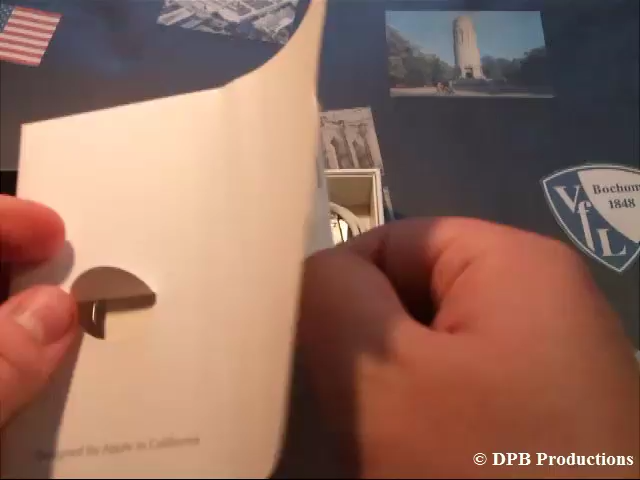 Bochum
1848
VfL
Designed by Apple in California
© DPB Productions